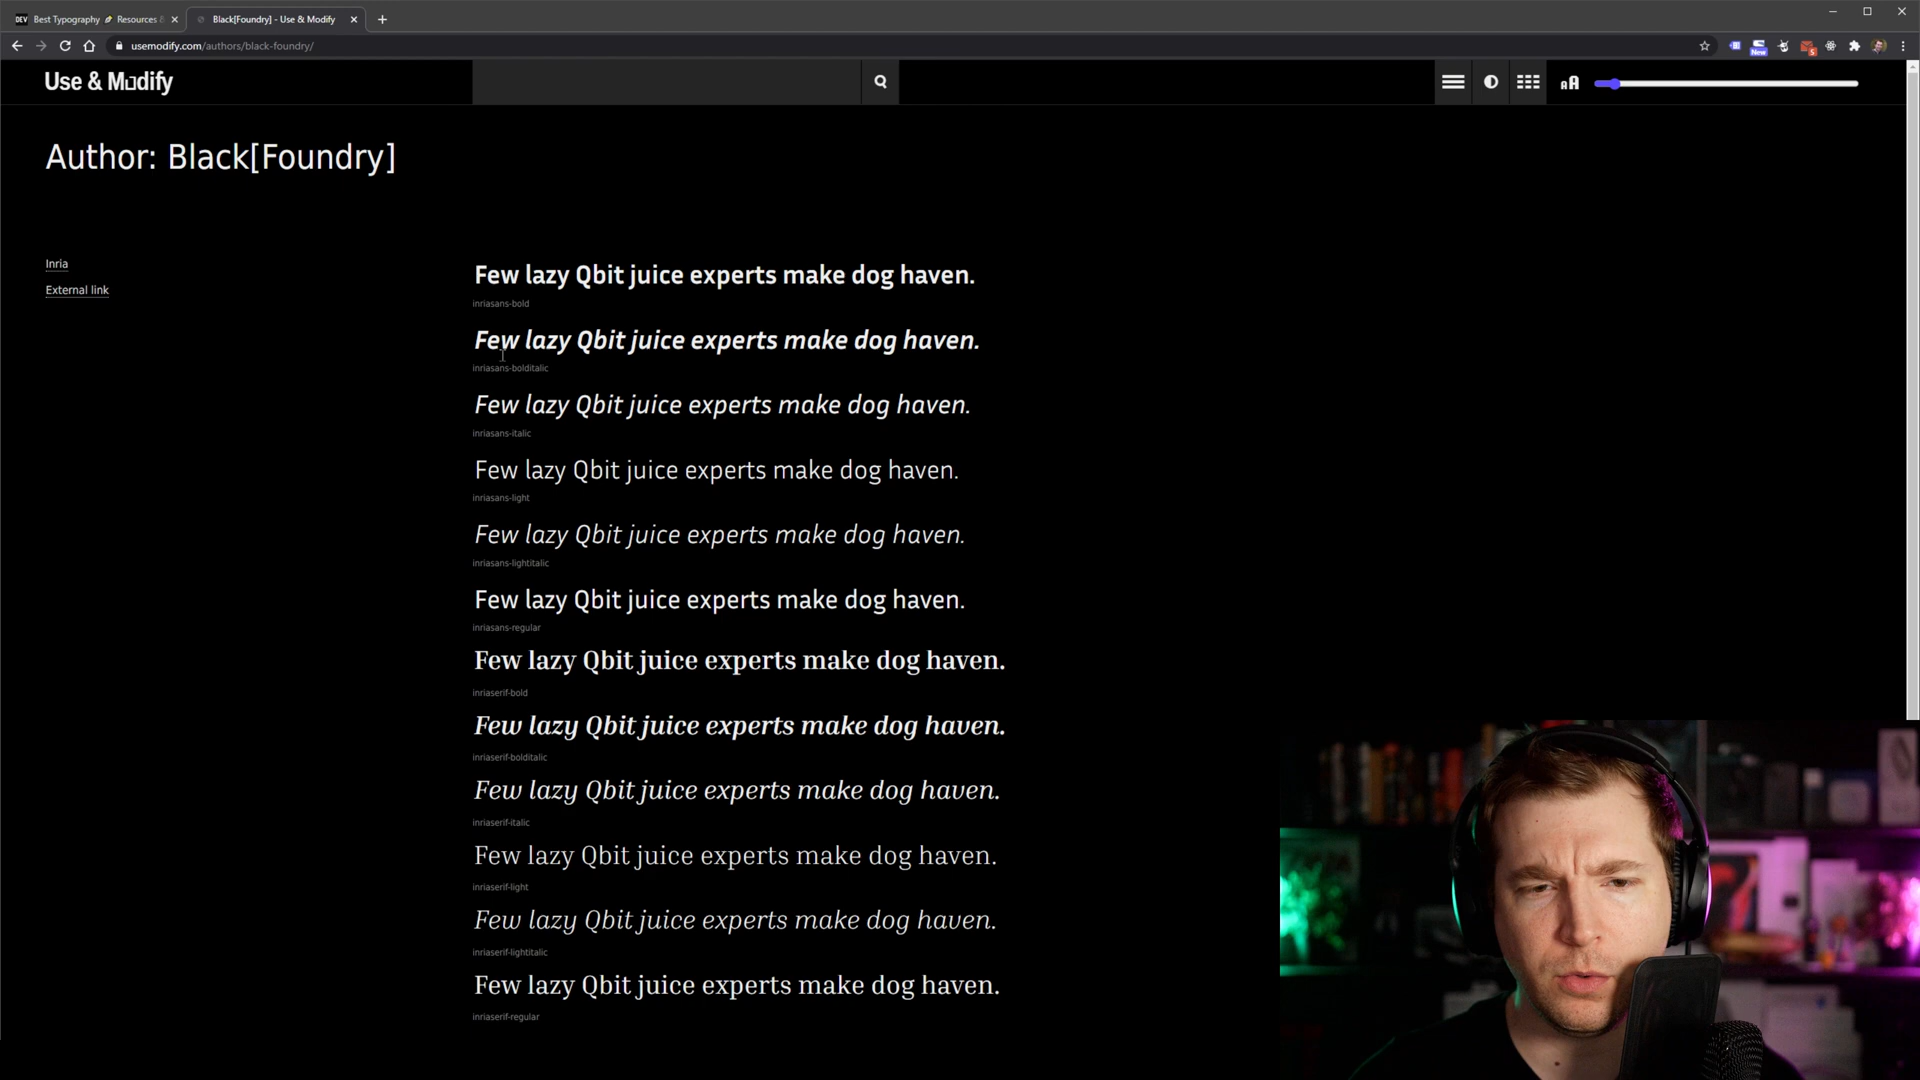 DEV Best Typography Resources
Black[Foundry] - Use & Modify
usemodify.com/authors/black-foundry/
New
5
Use & Modify
aA
Author: Black[Foundry]
Inria
External link
Few lazy Qbit juice experts make dog haven.
inriasans-bold
Few lazy Qbit juice experts make dog haven.
inriasans-bolditalic
Few lazy Qbit juice experts make dog haven.
inriasans-italic
Few lazy Qbit juice experts make dog haven.
inriasans-light
Few lazy Qbit juice experts make dog haven.
inriasans-lightitalic
Few lazy Qbit juice experts make dog haven.
inriasans-regular
Few lazy Qbit juice experts make dog haven.
inriaserif-bold
Few lazy Qbit juice experts make dog haven.
inriaserif-bolditalic
Few lazy Qbit juice experts make dog haven.
inriaserif-italic
Few lazy Qbit juice experts make dog haven.
inriaserif-light
Few lazy Qbit juice experts make dog haven.
inriaserif-lightitalic
Few lazy Qbit juice experts make dog haven.
inriaserif-regular